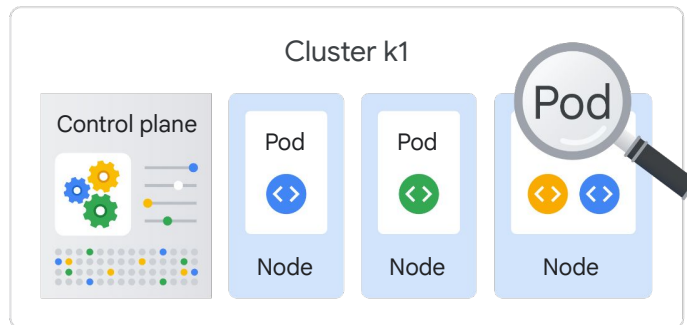 Cluster k1
Control plane
Pod
Node
Pod
Node
Pod
Node